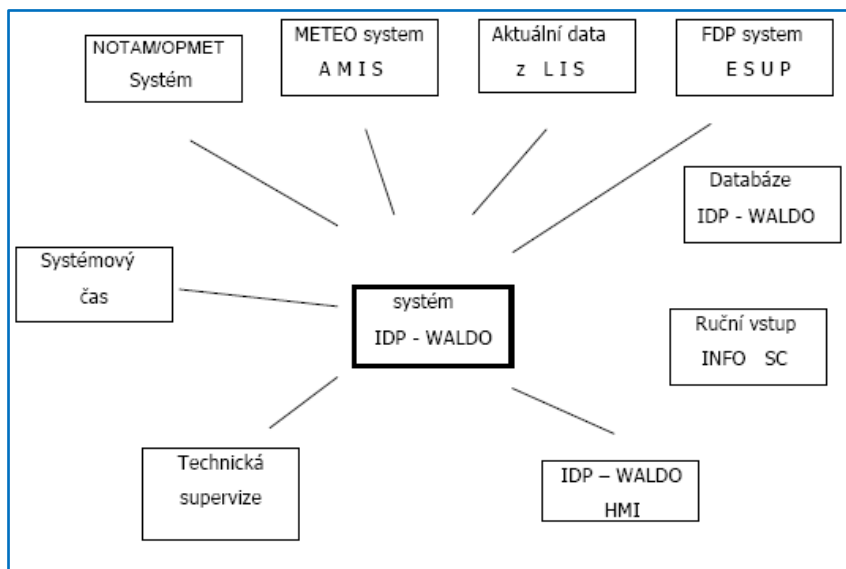 NOTAM/OPMET
Systém
METEO system
A M I S
Aktuální data
z L I S
FDP system
E S U P
Databáze
IDP - WALDO
Systémový
čas
systém
IDP - WALDO
Ruční vstup
INFO SC
Technická
supervize
IDP – WALDO
HMI